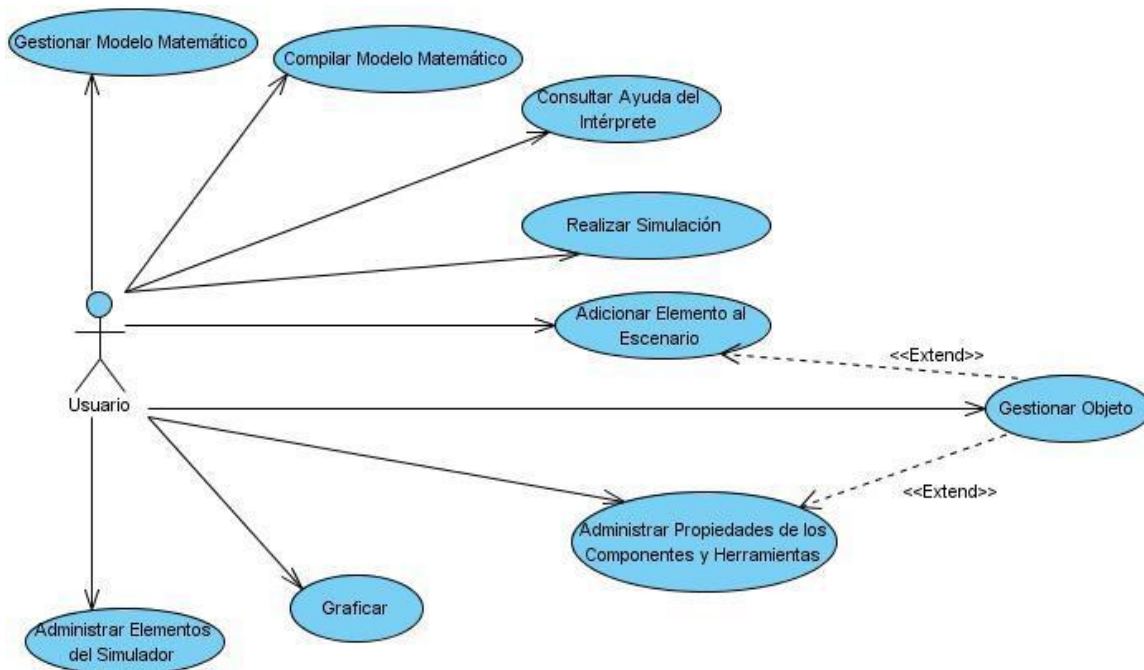 Gestionar Modelo Matemático
Compilar Modelo Matemático
Consultar Ayuda del
Intérprete
Realizar Simulación
Adicionar Elemento al
Escenario
<<Extend>>
Usuario
Gestionar Objeto
<<Extend>>
Administrar Propiedades de los
Componentes y Herramientas
Graficar
Administrar Elementos
del Simulador